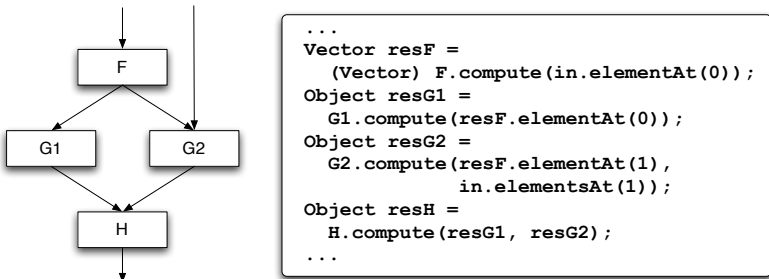 F
G1
G2
H
...
Vector resF =
(Vector) F.compute(in.elementAt(0));
Object resG1 =
G1.compute(resF.elementAt(0));
Object resG2 =
G2.compute(resF.elementAt(1),
in.elementsAt(1));
Object resH =
H.compute(resG1, resG2);
...